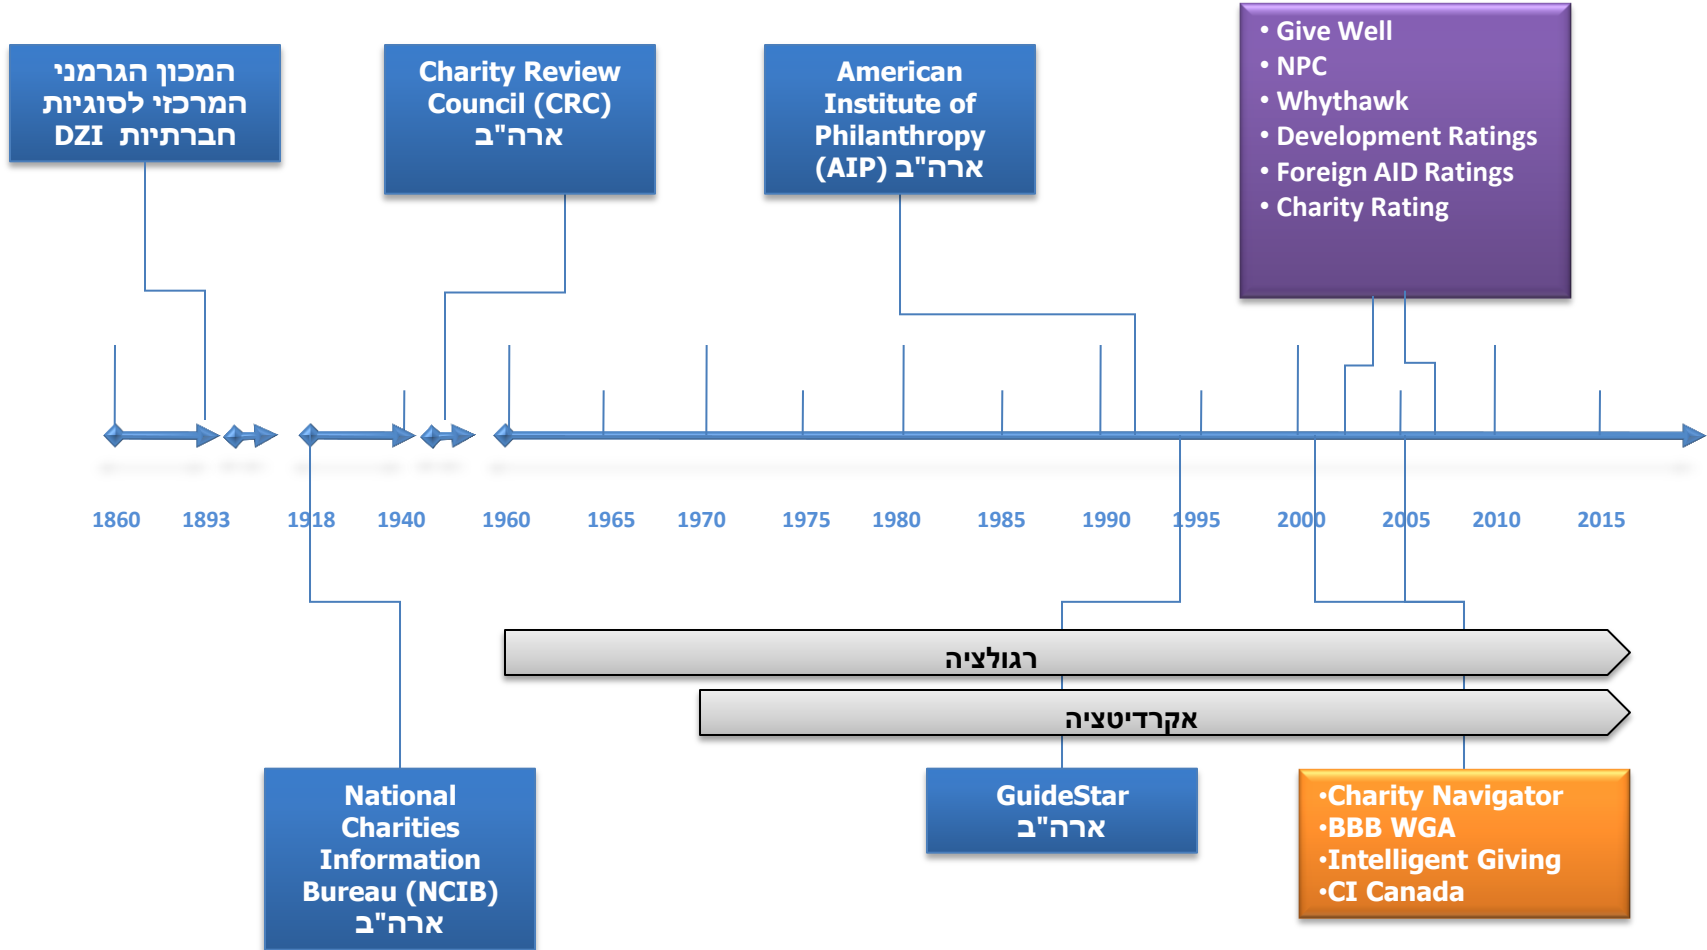 המכון הגרמני
המרכזי לסוגיות
חברתיות DZI
Charity Review
Council (CRC)
ארה"ב
American
Institute of
Philanthropy
(AIP) ארה"ב
• Give Well
• NPC
• Whythawk
• Development Ratings
• Foreign AID Ratings
• Charity Rating
1860 1893 1918 1940 1960 1965 1970 1975 1980 1985 1990 1995 2000 2005 2010 2015
רגולציה
אקרדיטציה
National
Charities
Information
Bureau (NCIB)
ארה"ב
GuideStar
ארה"ב
•Charity Navigator
•BBB WGA
•Intelligent Giving
•CI Canada